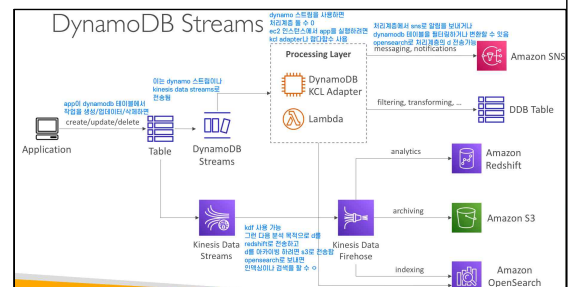 DynamoDB Streams
dynamo 스트림을 사용하면
처리계층 둘 수 o
ec2 인스턴스에서 app을 실행하려면
kcl adapter나 람다함수 사용
처리계층에서 sns로 알림을 보내거나
dynamodb 테이블을 필터링하거나 변환할 수 있음
opensearch로 처리계층의 d 전송가능
messaging, notifications
Amazon SNS
Processing Layer
DynamoDB
KCL Adapter
Lambda
filtering, transforming, ...
DDB Table
이는 dynamo 스트림이나
kinesis data streams로
전송됨
app이 dynamodb 테이블에서
작업을 생성/업데이터/삭제하면
create/update/delete
Application
Table
DynamoDB
Streams
analytics
Amazon
Redshift
archiving
Amazon S3
Kinesis Data
Streams
kdf 사용 가능
그런 다음 분석 목적으로 d를
redshift로 전송하고
d를 아카이빙 하려면 s3로 전송함
opensearch로 보내면
인덱싱이나 검색을 할 수 o
Kinesis Data
Firehose
indexing
Amazon
OpenSearch